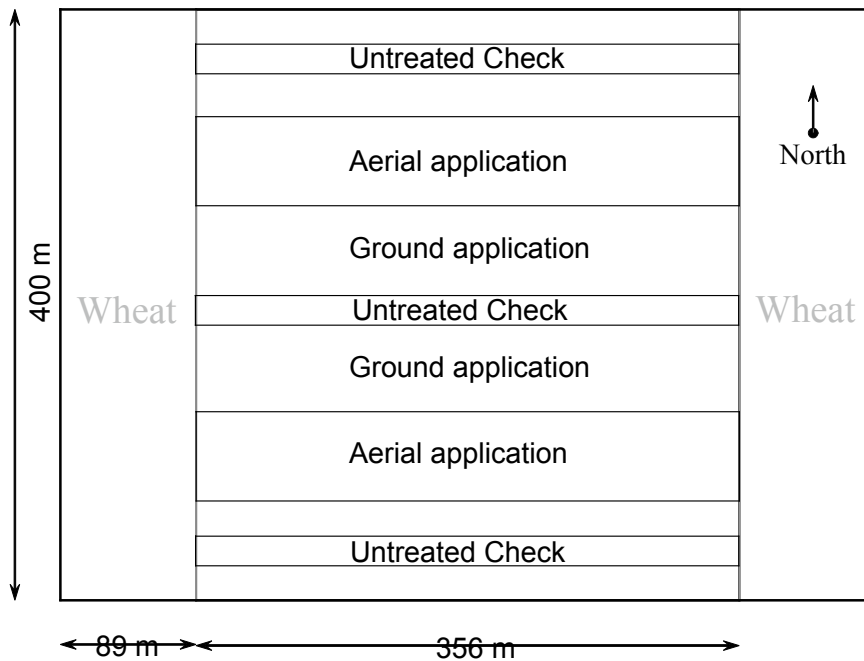 Untreated Check
Aerial application
North
Ground application
400 m
Wheat
Untreated Check
Wheat
Ground application
Aerial application
Untreated Check
89 m
356 m